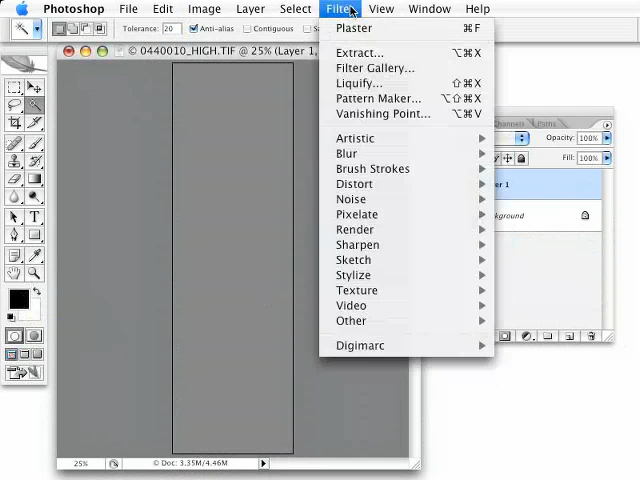 Photoshop File Edit Image Layer Select Filter View Window Help
Tolerance: 20 Anti-alias Contiguous Sa
© 0440010_HIGH.TIF @ 25% (Layer 1,
Plaster ⌘F
Extract... ⌥⌘X
Filter Gallery...
Liquify... ⇧⌘X
Pattern Maker... ⌥⇧⌘X
Vanishing Point... ⌥⌘V
Artistic
Blur
Brush Strokes
Distort
Noise
Pixelate
Render
Sharpen
Sketch
Stylize
Texture
Video
Other
Digimarc
Channels Paths
Opacity: 100%
Fill: 100%
er 1
kground
25% © Doc: 3.35M/4.46M